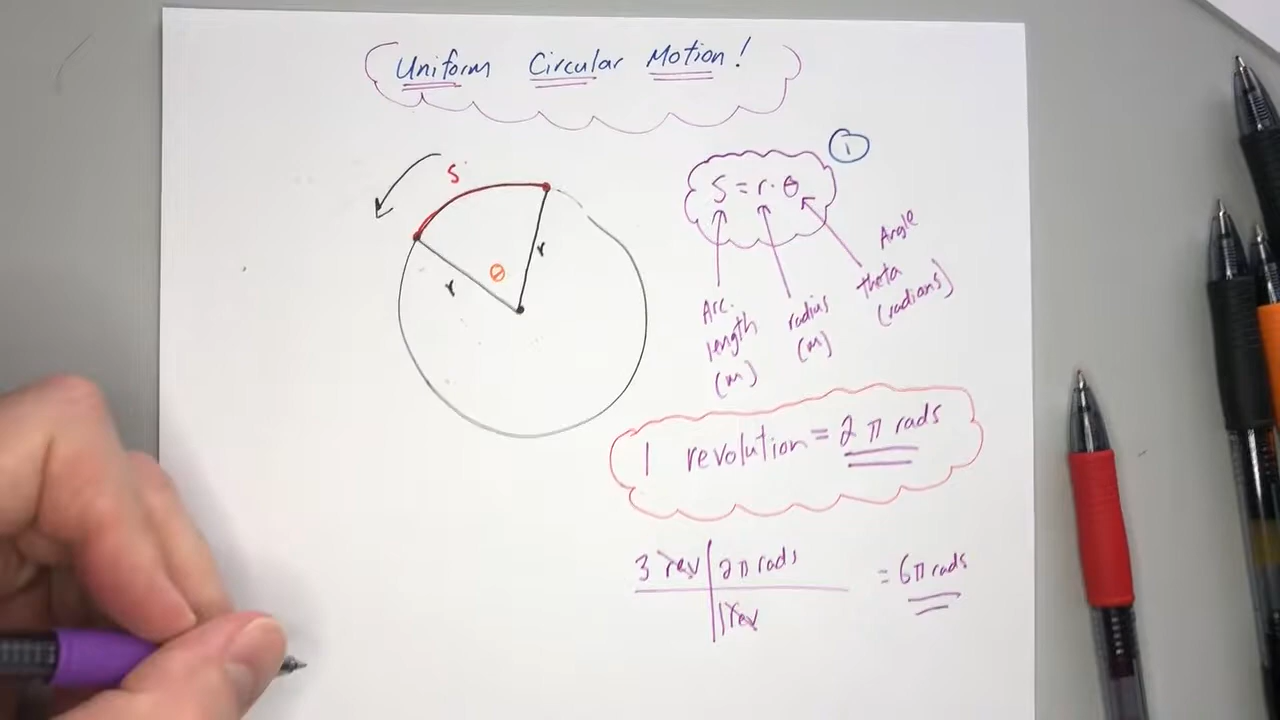 Uniform Circular Motion!
S
r
r
θ
1
S = r · θ
Arc.
length
(m)
radius
(m)
Angle
theta
(radians)
1 revolution = 2 π rads
3 rev | 2π rads
1 rev
= 6π rads